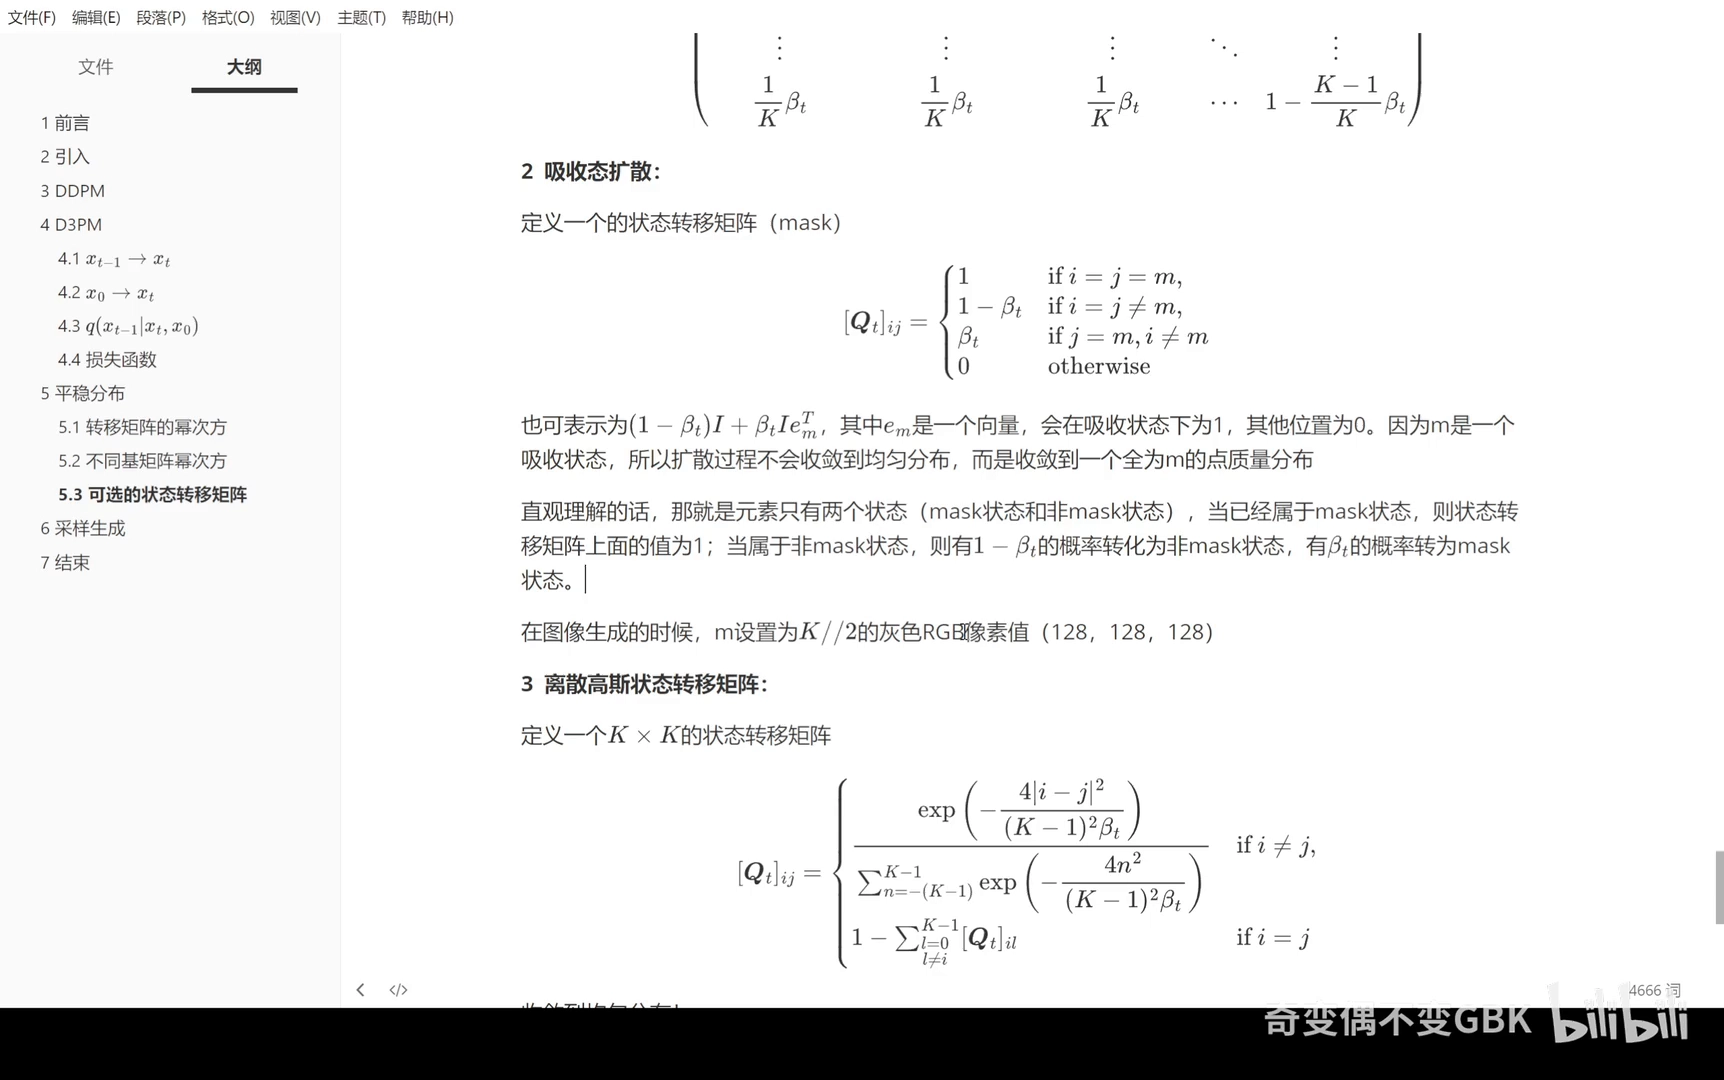 文件(F) 编辑(E) 段落(P) 格式(O) 视图(V) 主题(T) 帮助(H)
文件 大纲
1 前言
2 引入
3 DDPM
4 D3PM
4.1 x_{t−1} → x_t
4.2 x_0 → x_t
4.3 q(x_{t−1}|x_t, x_0)
4.4 损失函数
5 平稳分布
5.1 转移矩阵的幂次方
5.2 不同基矩阵幂次方
5.3 可选的状态转移矩阵
6 采样生成
7 结束
⋮ ⋮ ⋮ ⋱ ⋮
1/K β_t 1/K β_t 1/K β_t ⋯ 1 − (K − 1)/K β_t
2 吸收态扩散：
定义一个的状态转移矩阵（mask）
[Q_t]_{ij} =
1 if i = j = m,
1 − β_t if i = j ≠ m,
β_t if j = m, i ≠ m
0 otherwise
也可表示为(1 − β_t)I + β_t I e_m^T，其中e_m是一个向量，会在吸收状态下为1，其他位置为0。因为m是一个
吸收状态，所以扩散过程不会收敛到均匀分布，而是收敛到一个全为m的点质量分布
直观理解的话，那就是元素只有两个状态（mask状态和非mask状态），当已经属于mask状态，则状态转
移矩阵上面的值为1；当属于非mask状态，则有1 − β_t的概率转化为非mask状态，有β_t的概率转为mask
状态。
在图像生成的时候，m设置为K//2的灰色RGB像素值（128，128，128）
3 离散高斯状态转移矩阵：
定义一个K × K的状态转移矩阵
[Q_t]_{ij} =
exp(−4|i − j|^2/((K − 1)^2 β_t)) / ∑_{n=−(K−1)}^{K−1} exp(−4n^2/((K − 1)^2 β_t)) if i ≠ j,
1 − ∑_{l=0, l≠i}^{K−1} [Q_t]_{il} if i = j
4666 词
奇变偶不变GBK bilibili